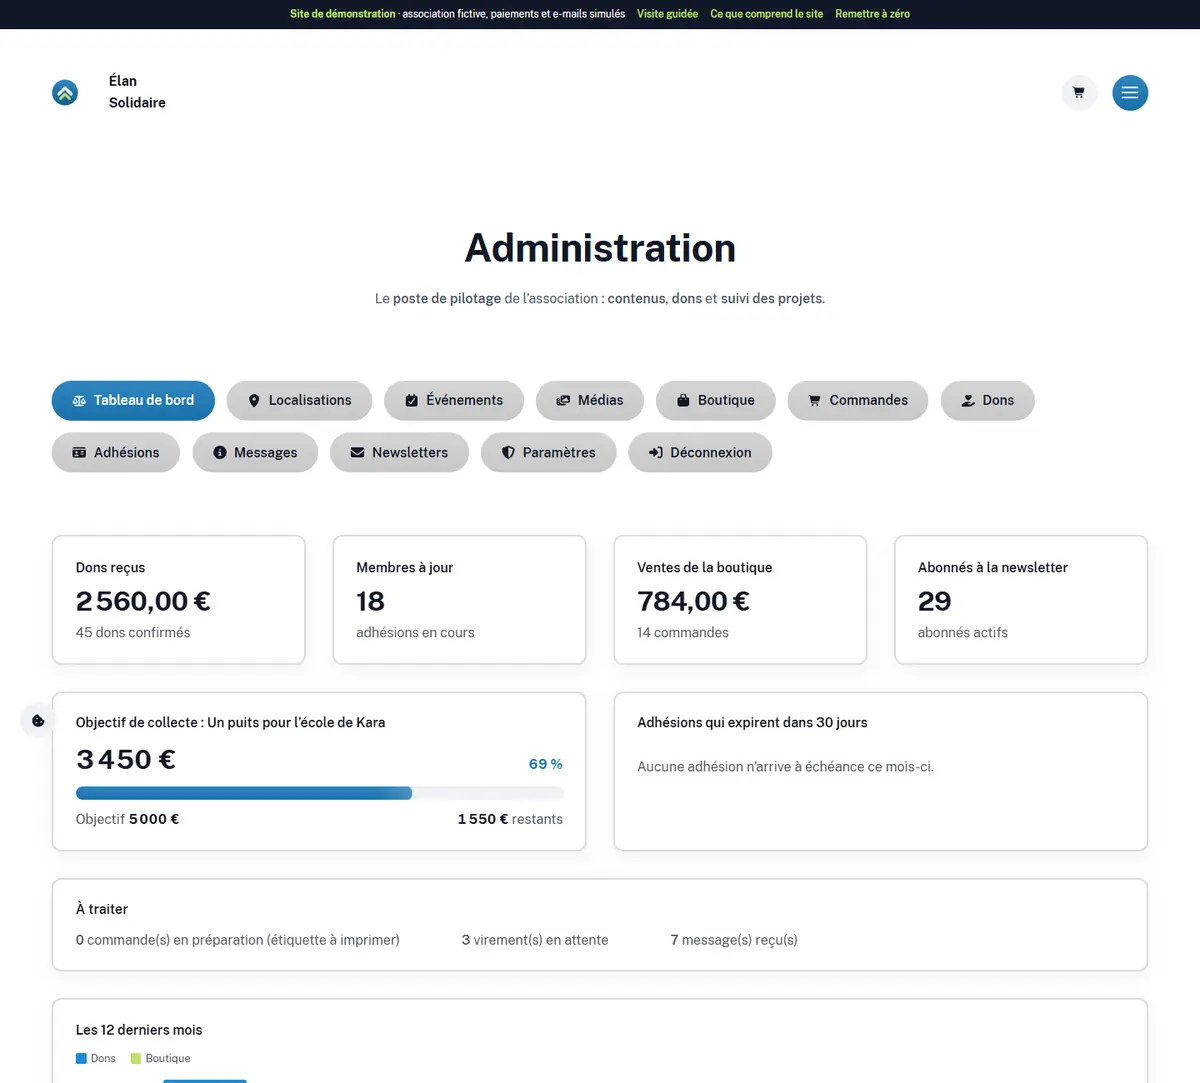 Site de démonstration · association fictive, paiements et e-mails simulés Visite guidée Ce que comprend le site Remettre à zéro
Élan
Solidaire
Administration
Le poste de pilotage de l'association : contenus, dons et suivi des projets.
Tableau de bord Localisations Événements Médias Boutique Commandes Dons
Adhésions Messages Newsletters Paramètres Déconnexion
Dons reçus
2 560,00 €
45 dons confirmés
Membres à jour
18
adhésions en cours
Ventes de la boutique
784,00 €
14 commandes
Abonnés à la newsletter
29
abonnés actifs
Objectif de collecte : Un puits pour l'école de Kara
3 450 €
69 %
Objectif 5 000 €
1 550 € restants
Adhésions qui expirent dans 30 jours
Aucune adhésion n'arrive à échéance ce mois-ci.
À traiter
0 commande(s) en préparation (étiquette à imprimer) 3 virement(s) en attente 7 message(s) reçu(s)
Les 12 derniers mois
Dons Boutique